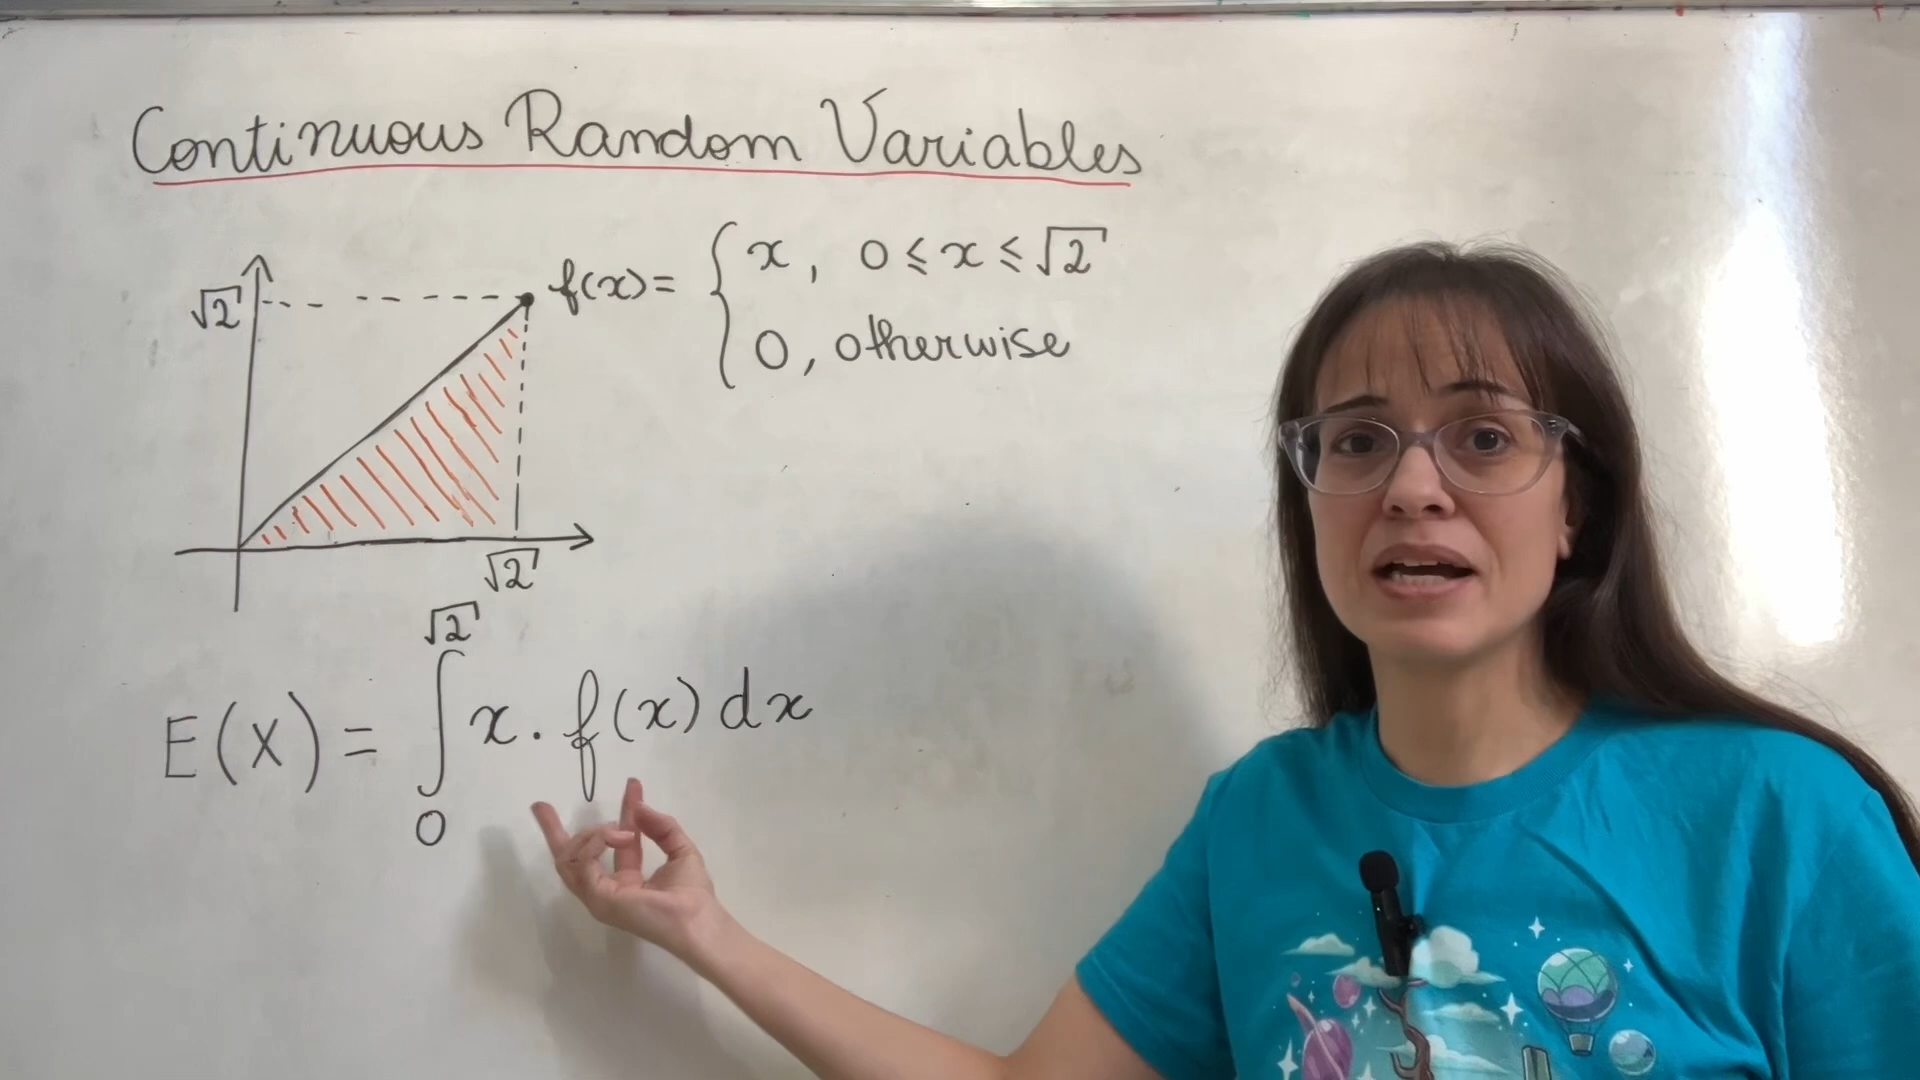 Continuous Random Variables
√2
f(x) = { x, 0 ≤ x ≤ √2
0, otherwise
√2
E(X) = ∫₀^√2 x · f(x) dx